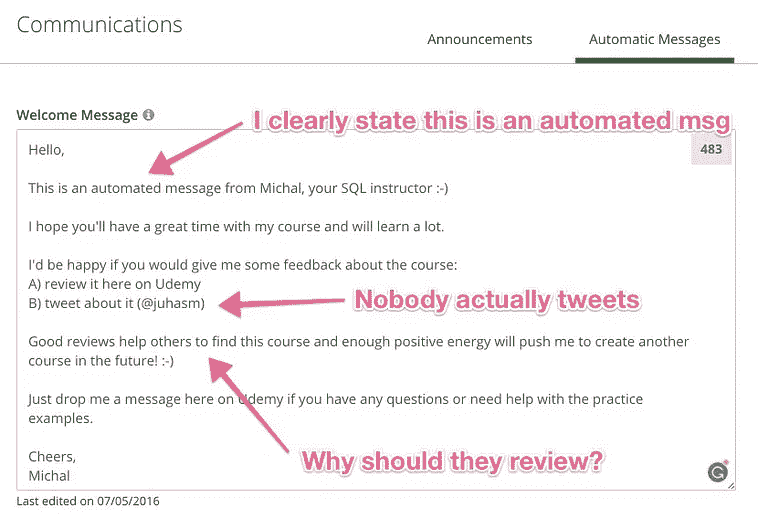 Communications
Announcements
Automatic Messages
Welcome Message
I clearly state this is an automated msg
Hello,
483
This is an automated message from Michal, your SQL instructor :-)
I hope you'll have a great time with my course and will learn a lot.
I'd be happy if you would give me some feedback about the course:
A) review it here on Udemy
B) tweet about it (@juhasm)
Nobody actually tweets
Good reviews help others to find this course and enough positive energy will push me to create another
course in the future! :-)
Just drop me a message here on Udemy if you have any questions or need help with the practice
examples.
Why should they review?
Cheers,
Michal
Last edited on 07/05/2016